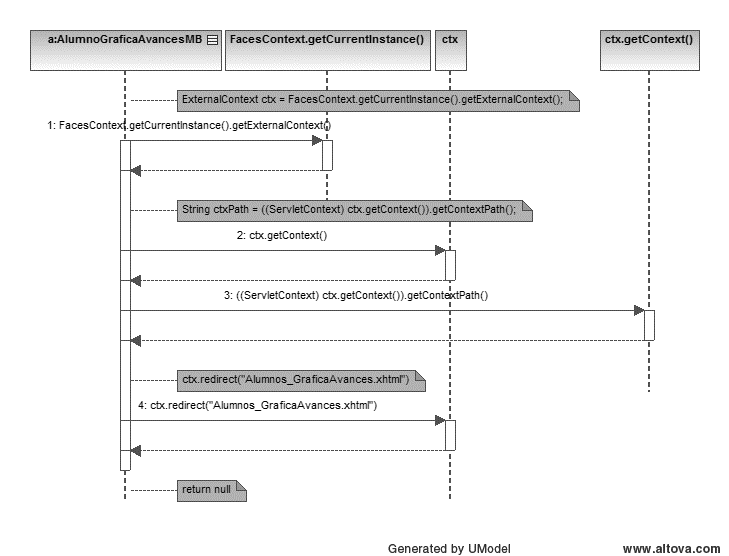 a:AlumnoGraficaAvancesMB
FacesContext.getCurrentInstance()
ctx
ctx.getContext()
ExternalContext ctx = FacesContext.getCurrentInstance().getExternalContext();
1: FacesContext.getCurrentInstance().getExternalContext()
String ctxPath = ((ServletContext) ctx.getContext()).getContextPath();
2: ctx.getContext()
3: ((ServletContext) ctx.getContext()).getContextPath()
ctx.redirect("Alumnos_GraficaAvances.xhtml")
4: ctx.redirect("Alumnos_GraficaAvances.xhtml")
return null
Generated by UModel
www.altova.com